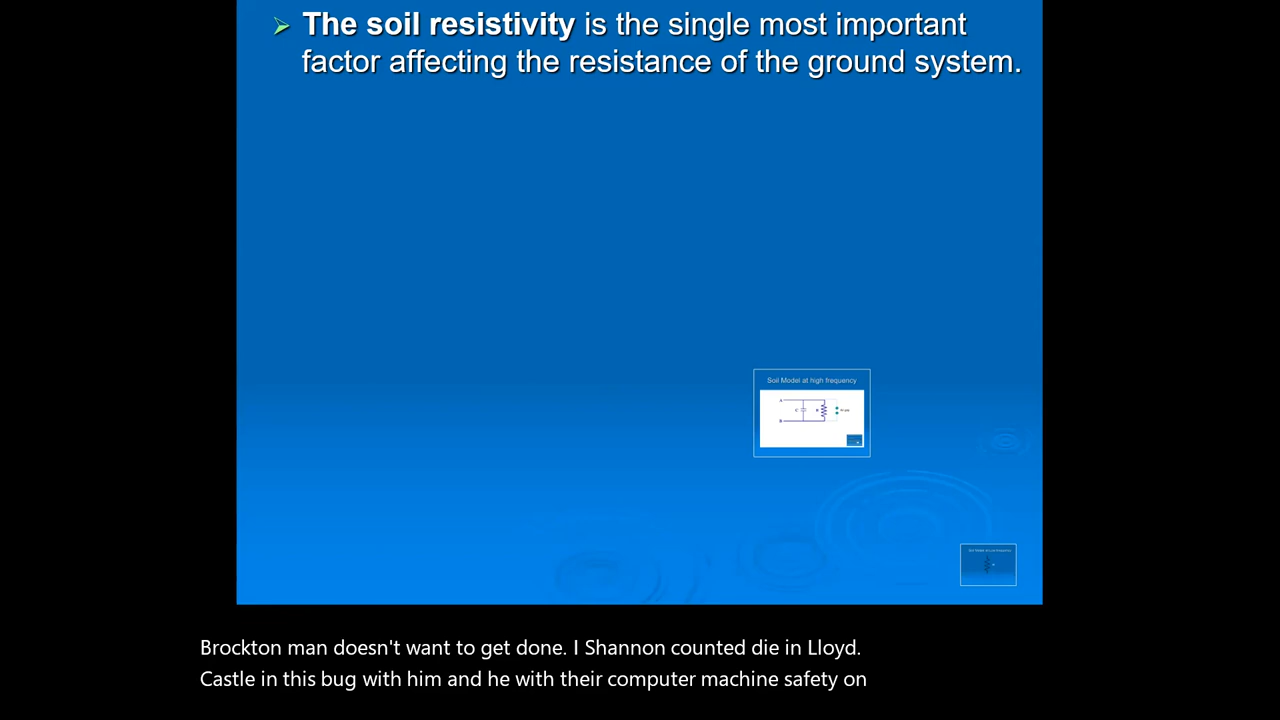 The soil resistivity is the single most important
factor affecting the resistance of the ground system.
Soil Model at high frequency
A
C
R
B
Brockton man doesn't want to get done. I Shannon counted die in Lloyd.
Castle in this bug with him and he with their computer machine safety on